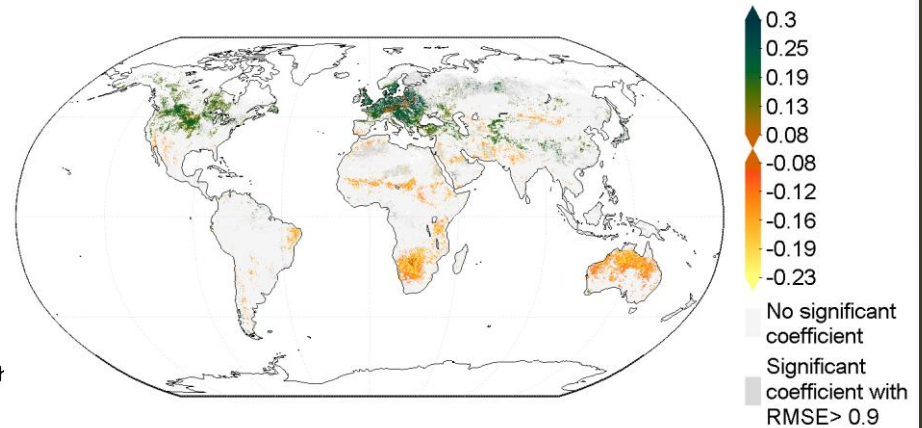 0.3
0.25
0.19
0.13
0.08
-0.08
-0.12
-0.16
-0.19
-0.23
No significant
coefficient
Significant
coefficient with
RMSE> 0.9